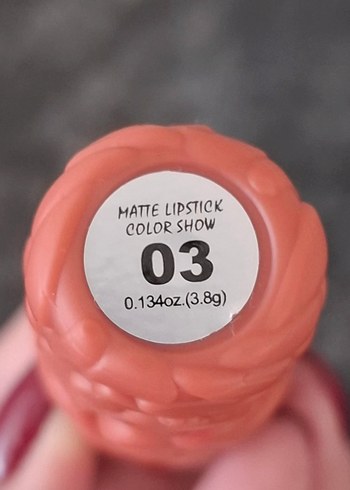 MATTE LIPSTICK
COLOR SHOW
03
0.134oz.(3.8g)